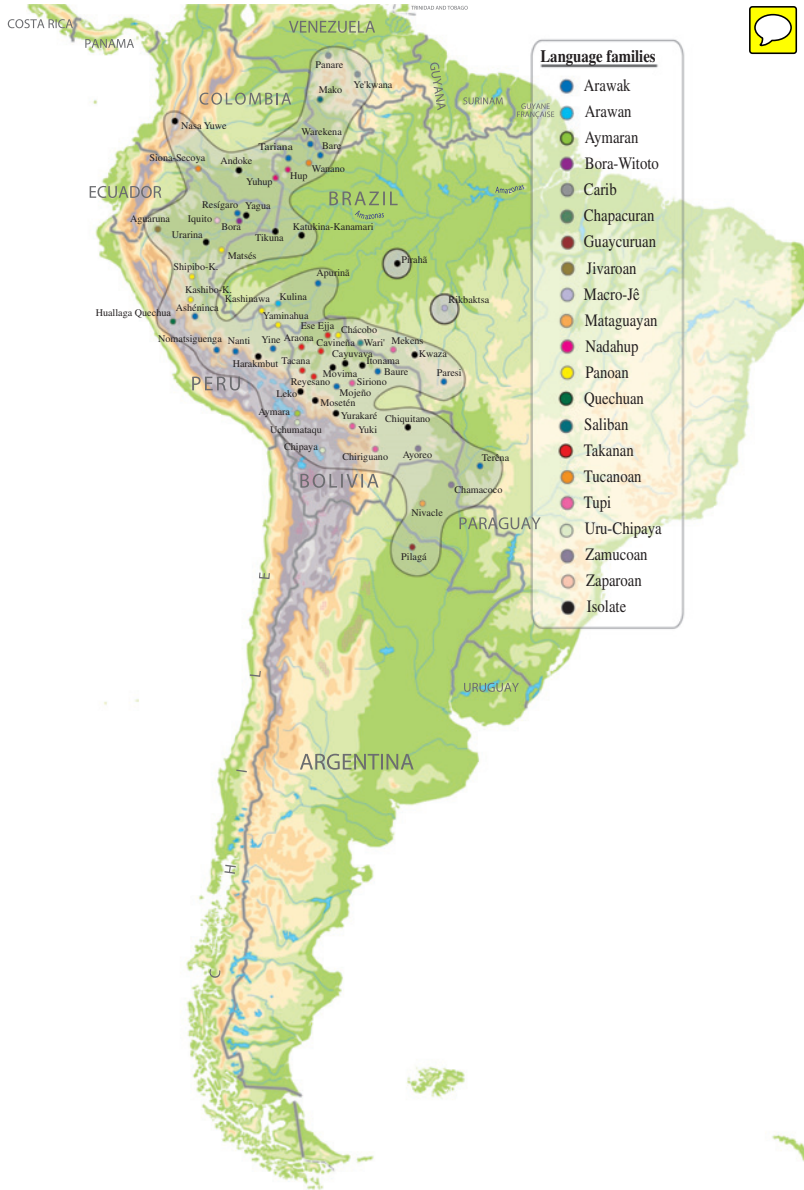 TRINIDAD AND TOBAGO
COSTA RICA
PANAMA
VENEZUELA
GUYANA
SURINAM
GUYANE
FRANÇAISE
COLOMBIA
ECUADOR
BRAZIL
Amazonas
Amazonas
PERU
BOLIVIA
PARAGUAY
URUGUAY
ARGENTINA
CHILE
Panare
Ye'kwana
Mako
Nasa Yuwe
Warekena
Tariana
Bare
Siona-Secoya
Andoke
Wanano
Yuhup
Hup
Resígaro
Yagua
Aguaruna
Iquito
Bora
Urarina
Tikuna
Katukina-Kanamari
Matsés
Pirahã
Shipibo-K.
Apurinã
Kashibo-K.
Kashinawa
Kulina
Rikbaktsa
Huallaga Quechua
Ashéninca
Yaminahua
Ese Ejja
Chácobo
Nomatsiguenga
Nanti
Yine
Araona
Cavineña
Wari'
Mekens
Harakmbut
Cayuvava
Kwaza
Tacana
Itonama
Movima
Baure
Paresi
Reyesano
Siriono
Leko
Mojeño
Mosetén
Aymara
Yurakaré
Chiquitano
Uchumataqu
Yuki
Chipaya
Chiriguano
Ayoreo
Terêna
Chamacoco
Nivacle
Pilagá
Language families
Arawak
Arawan
Aymaran
Bora-Witoto
Carib
Chapacuran
Guaycuruan
Jivaroan
Macro-Jê
Mataguayan
Nadahup
Panoan
Quechuan
Saliban
Takanan
Tucanoan
Tupi
Uru-Chipaya
Zamucoan
Zaparoan
Isolate